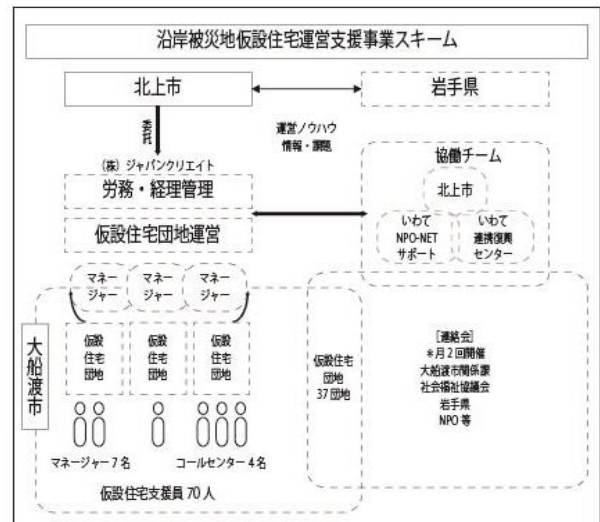 沿岸被災地仮設住宅運営支援事業スキーム
北上市
岩手県
委託
運営ノウハウ
情報・課題
(株)ジャパンクリエイト
労務・経理管理
仮設住宅団地運営
協働チーム
北上市
いわて
NPO-NET
サポート
いわて
連携復興
センター
マネー
ジャー
マネー
ジャー
マネー
ジャー
大船渡市
仮設
住宅
団地
仮設
住宅
団地
仮設
住宅
団地
仮設住宅
団地
37団地
[連絡会]
*月2回開催
大船渡市関係課
社会福祉協議会
岩手県
NPO等
マネージャー7名
コールセンター4名
仮設住宅支援員70人